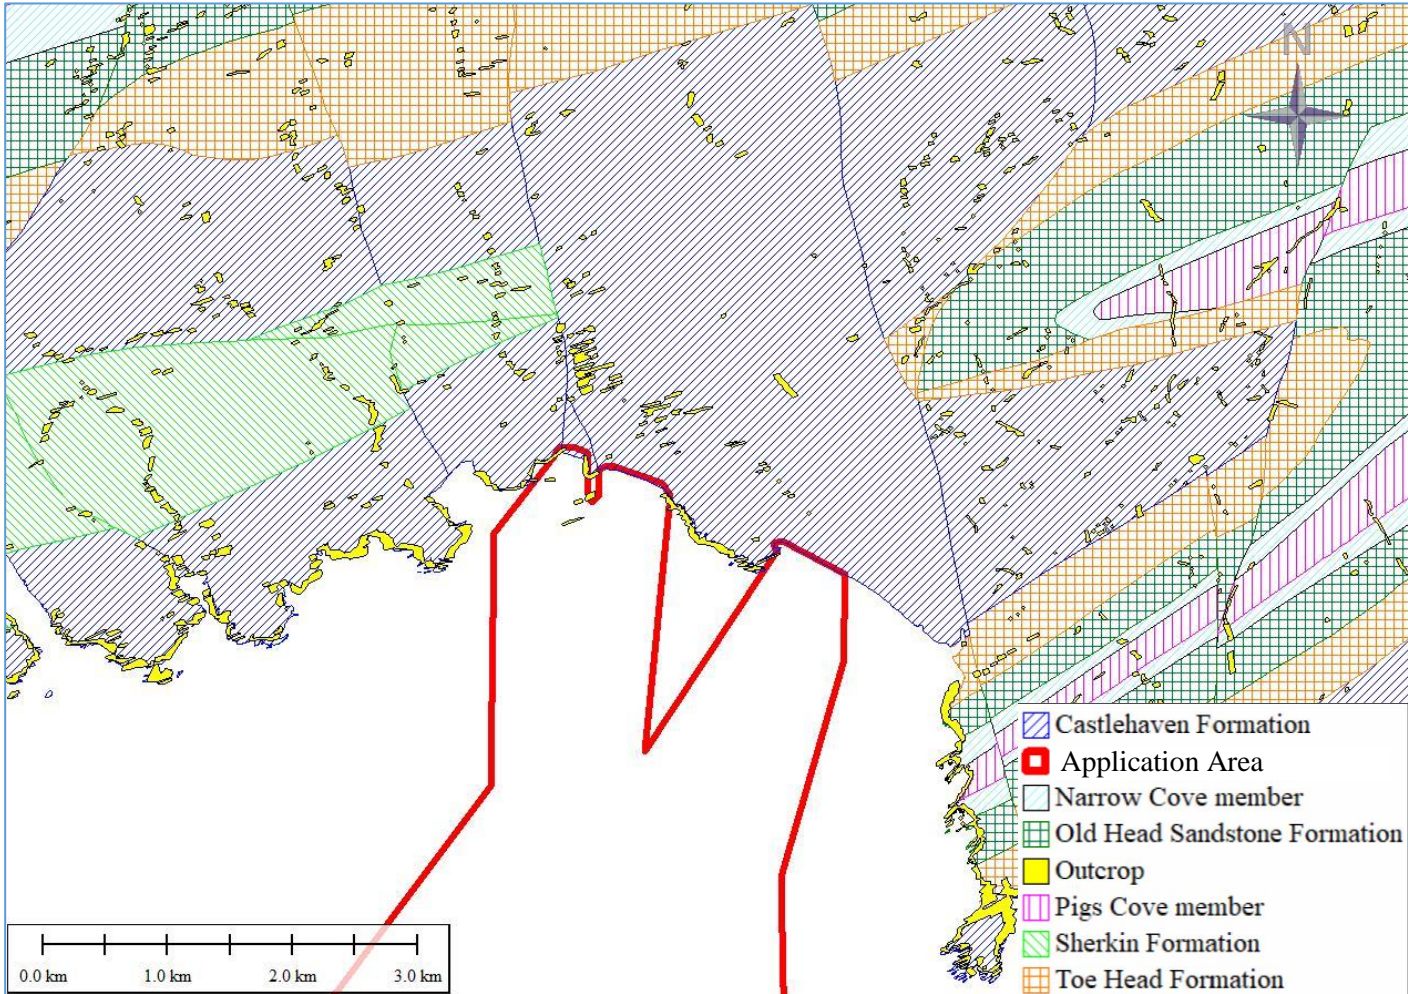 N
Castlehaven Formation
Application Area
Narrow Cove member
Old Head Sandstone Formation
Outcrop
Pigs Cove member
Sherkin Formation
Toe Head Formation
0.0 km 1.0 km 2.0 km 3.0 km